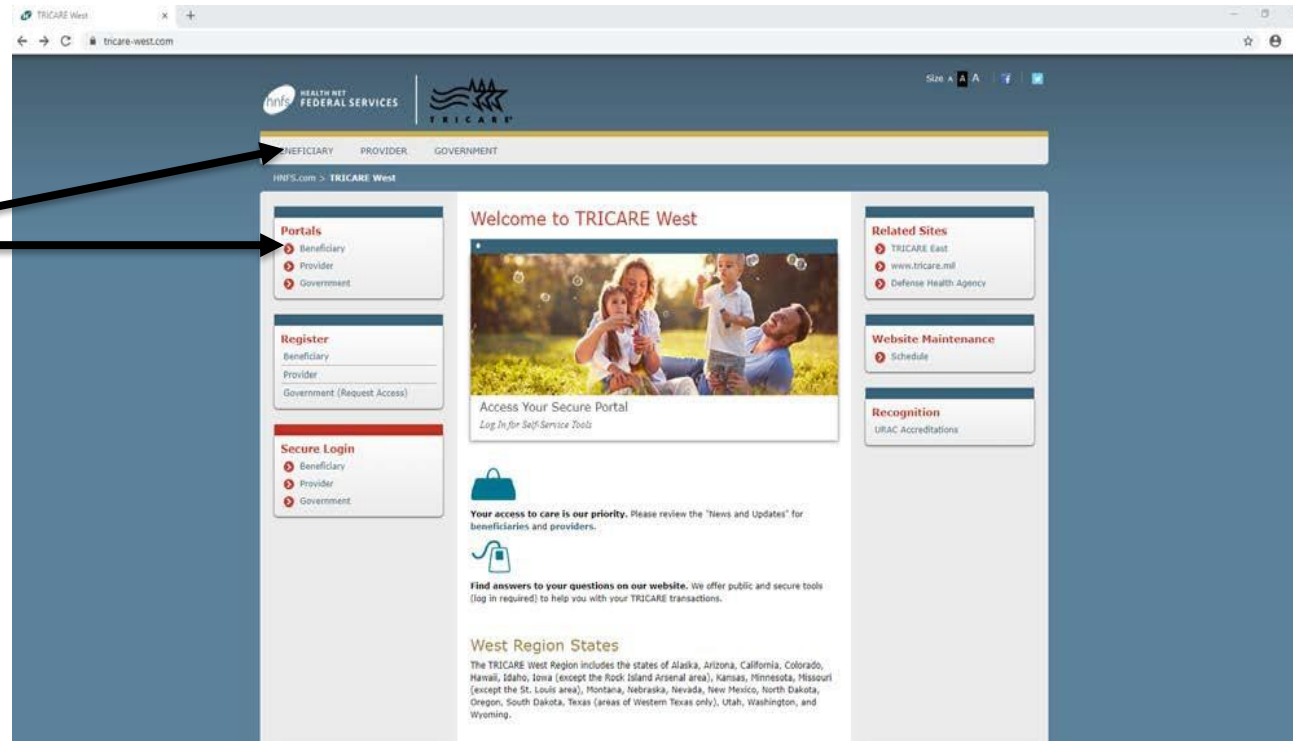 TRICARE West
tricare-west.com
Size A A A
hnfs HEALTH NET
FEDERAL SERVICES
TRICARE
BENEFICIARY PROVIDER GOVERNMENT
HNFS.com > TRICARE West
Portals
Beneficiary
Provider
Government
Register
Beneficiary
Provider
Government (Request Access)
Secure Login
Beneficiary
Provider
Government
Welcome to TRICARE West
Access Your Secure Portal
Log In for Self-Service Tools
Your access to care is our priority. Please review the "News and Updates" for
beneficiaries and providers.
Find answers to your questions on our website. We offer public and secure tools
(log in required) to help you with your TRICARE transactions.
West Region States
The TRICARE West Region includes the states of Alaska, Arizona, California, Colorado,
Hawaii, Idaho, Iowa (except the Rock Island Arsenal area), Kansas, Minnesota, Missouri
(except the St. Louis area), Montana, Nebraska, Nevada, New Mexico, North Dakota,
Oregon, South Dakota, Texas (areas of Western Texas only), Utah, Washington, and
Wyoming.
Related Sites
TRICARE East
www.tricare.mil
Defense Health Agency
Website Maintenance
Schedule
Recognition
URAC Accreditations